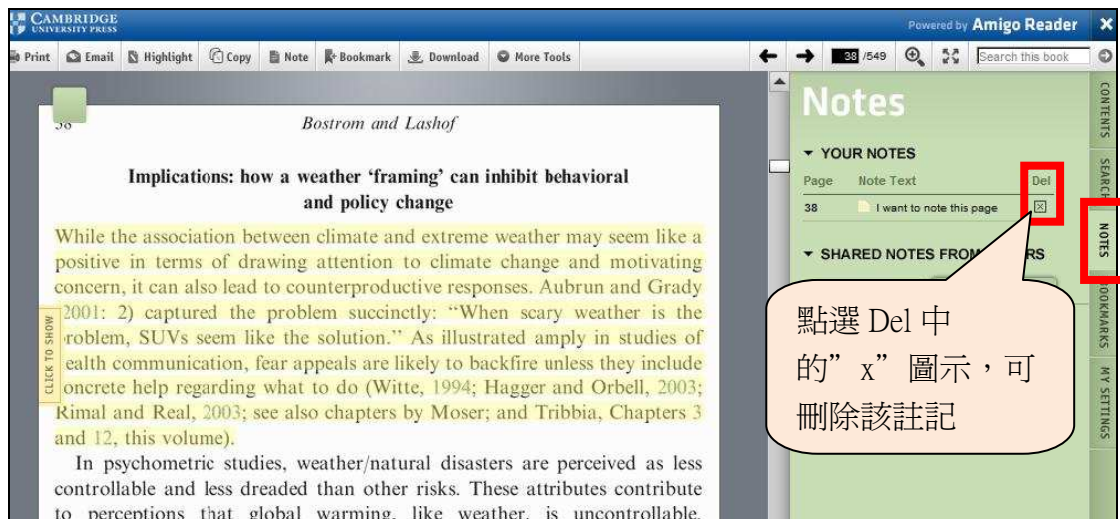 CAMBRIDGE
UNIVERSITY PRESS
Powered by Amigo Reader
Print Email Highlight Copy Note Bookmark Download More Tools
38 /549 Search this book
Bostrom and Lashof
Implications: how a weather ‘framing’ can inhibit behavioral
and policy change
While the association between climate and extreme weather may seem like a
positive in terms of drawing attention to climate change and motivating
concern, it can also lead to counterproductive responses. Aubrun and Grady
2001: 2) captured the problem succinctly: “When scary weather is the
roblem, SUVs seem like the solution.” As illustrated amply in studies of
ealth communication, fear appeals are likely to backfire unless they include
oncrete help regarding what to do (Witte, 1994; Hagger and Orbell, 2003;
Rimal and Real, 2003; see also chapters by Moser; and Tribbia, Chapters 3
and 12, this volume).
In psychometric studies, weather/natural disasters are perceived as less
controllable and less dreaded than other risks. These attributes contribute
to perceptions that global warming, like weather, is uncontrollable,
CLICK TO SHOW
Notes
YOUR NOTES
Page Note Text Del
38 I want to note this page
SHARED NOTES FROM
RS
點選 Del 中
的”x”圖示，可
刪除該註記
CONTENTS
SEARCH
NOTES
BOOKMARKS
MY SETTINGS